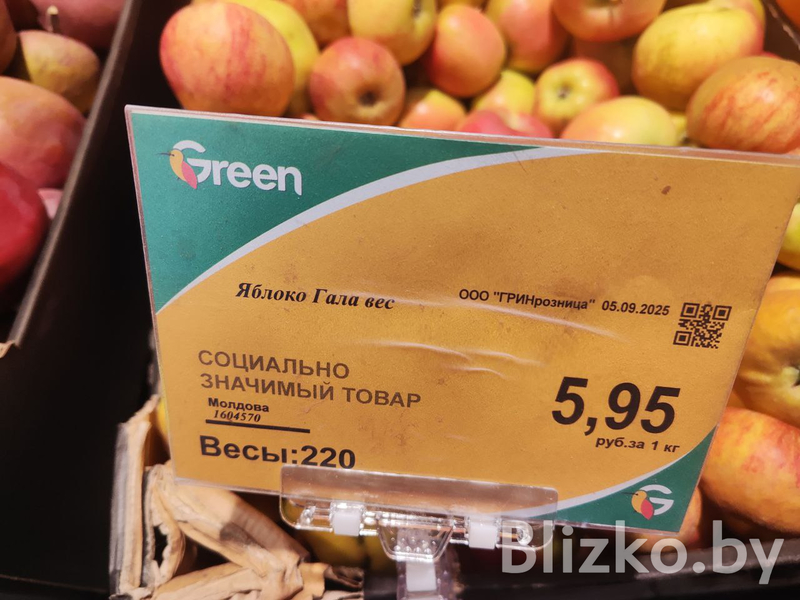 Green
Яблоко Гала вес
ООО "ГРИНрозница" 05.09.2025
СОЦИАЛЬНО
ЗНАЧИМЫЙ ТОВАР
Молдова
1604570
5,95
руб.за 1 кг
Весы:220
G
Blizko.by